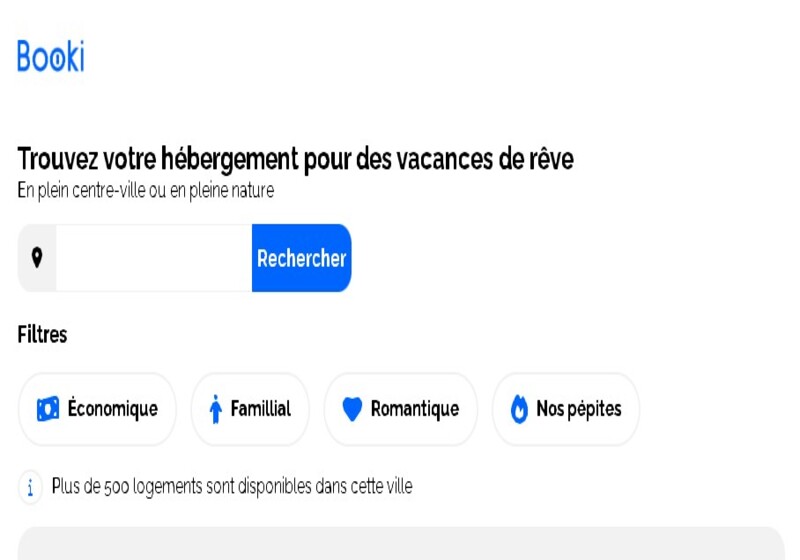 Booki
Trouvez votre hébergement pour des vacances de rêve
En plein centre-ville ou en pleine nature
Rechercher
Filtres
Économique Famillial Romantique Nos pépites
i Plus de 500 logements sont disponibles dans cette ville